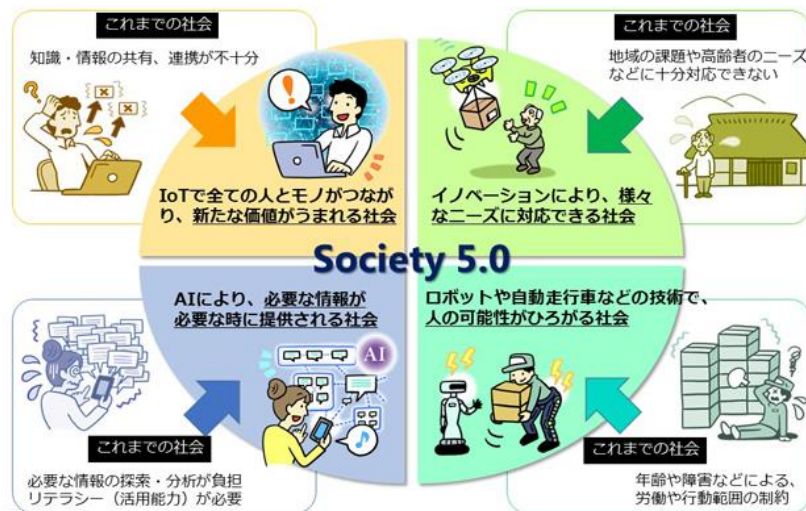 これまでの社会
知識・情報の共有、連携が不十分
IoTで全ての人とモノがつなが
り、新たな価値がうまれる社会
これまでの社会
地域の課題や高齢者のニーズ
などに十分対応できない
イノベーションにより、様々
なニーズに対応できる社会
Society 5.0
AIにより、必要な情報が
必要な時に提供される社会
AI
これまでの社会
必要な情報の探索・分析が負担
リテラシー（活用能力）が必要
ロボットや自動走行車などの技術で、
人の可能性がひろがる社会
これまでの社会
年齢や障害などによる、
労働や行動範囲の制約